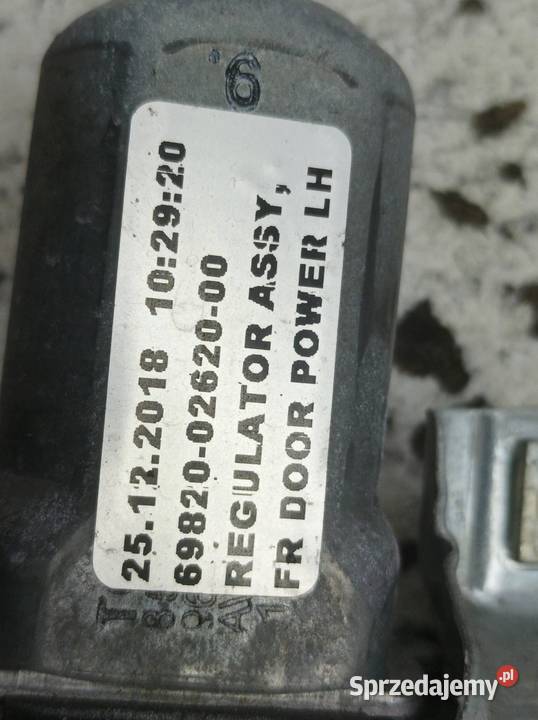 6
25.12.2018 10:29:20
69820-02620-00
REGULATOR ASSY,
FR DOOR POWER LH
Sprzedajemy.pl